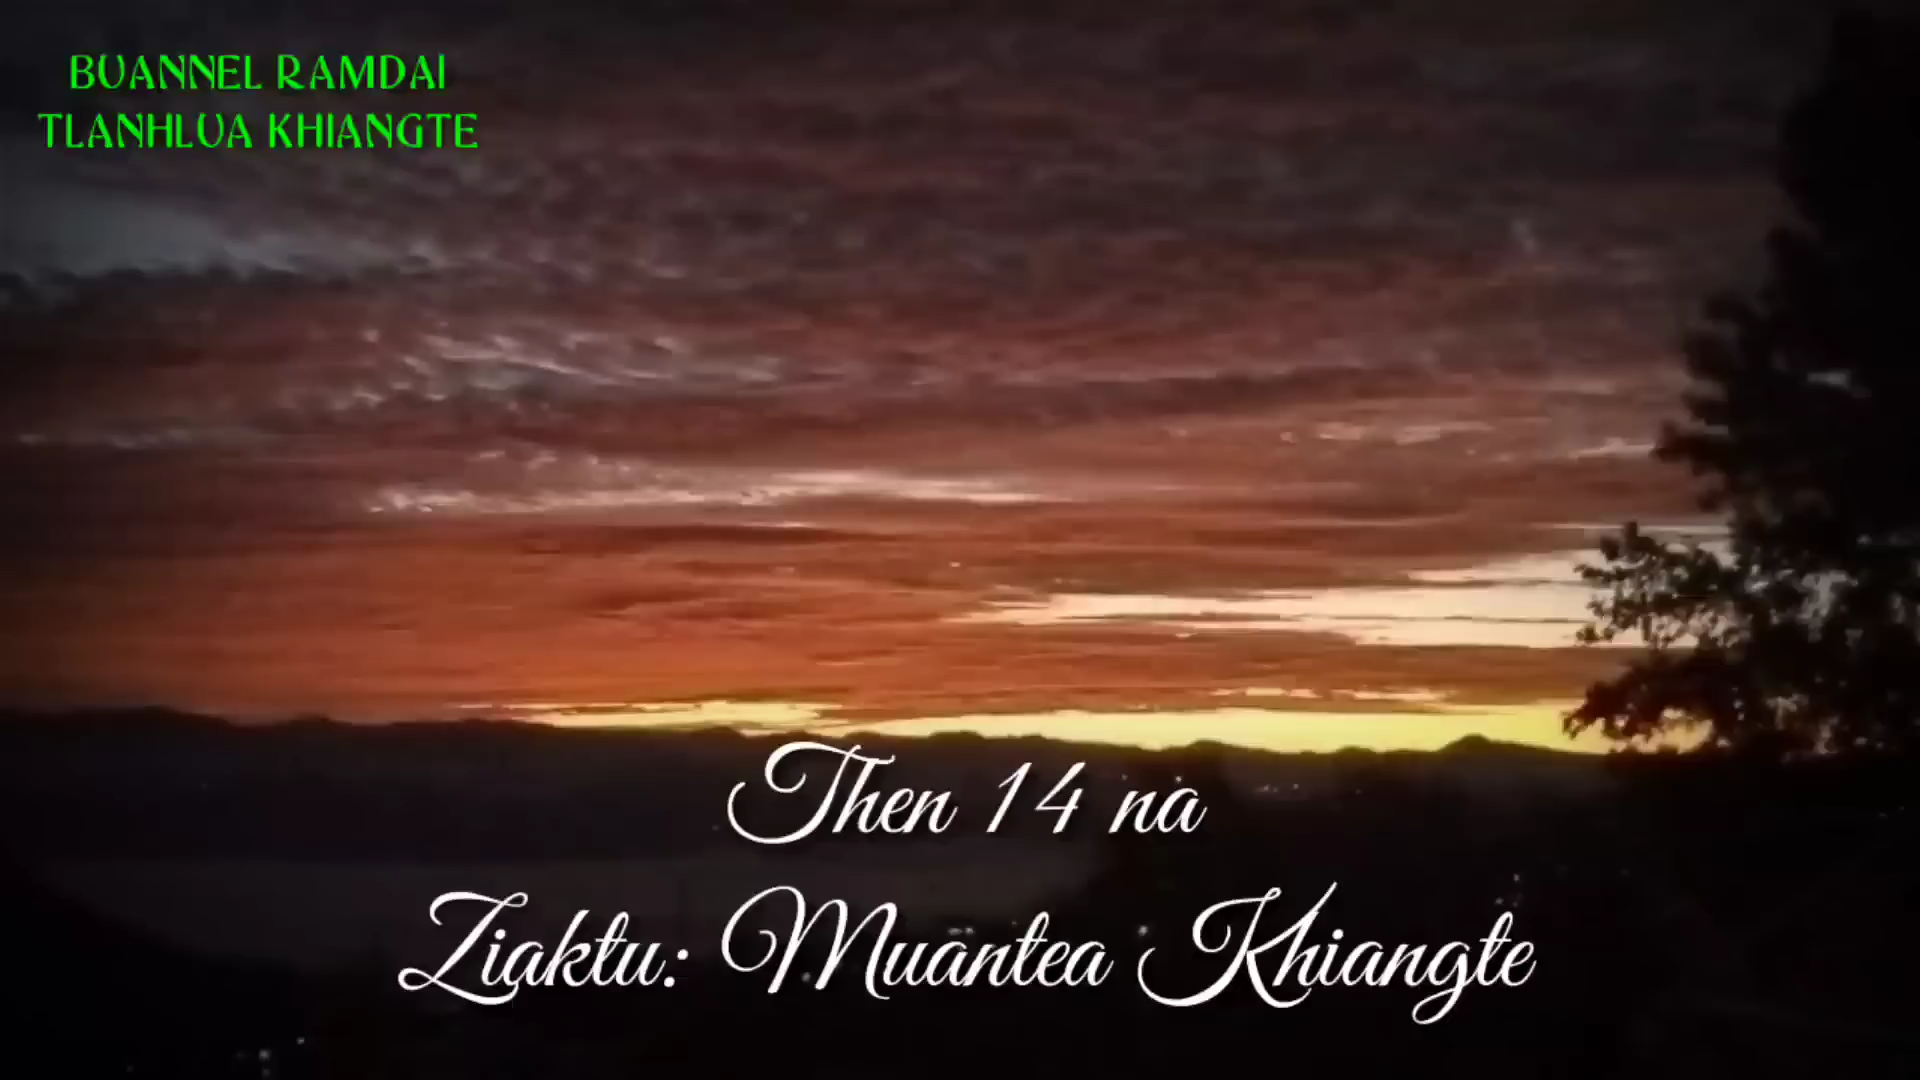 BUANNEL RAMDAI
TLANHLUA KHIANGTE
Then 14 na
Ziaktu: Muantea Khiangte